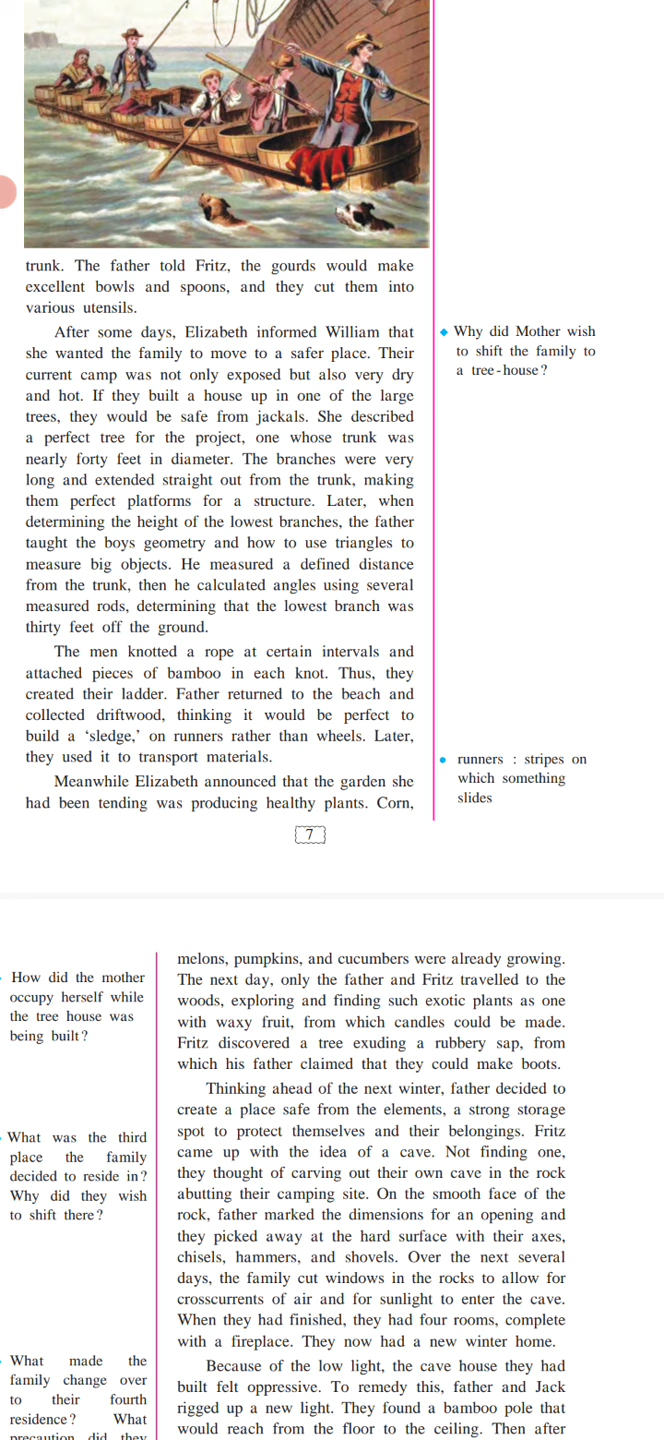 trunk. The father told Fritz, the gourds would make
excellent bowls and spoons, and they cut them into
various utensils.
After some days, Elizabeth informed William that
she wanted the family to move to a safer place. Their
current camp was not only exposed but also very dry
and hot. If they built a house up in one of the large
trees, they would be safe from jackals. She described
a perfect tree for the project, one whose trunk was
nearly forty feet in diameter. The branches were very
long and extended straight out from the trunk, making
them perfect platforms for a structure. Later, when
determining the height of the lowest branches, the father
taught the boys geometry and how to use triangles to
measure big objects. He measured a defined distance
from the trunk, then he calculated angles using several
measured rods, determining that the lowest branch was
thirty feet off the ground.
The men knotted a rope at certain intervals and
attached pieces of bamboo in each knot. Thus, they
created their ladder. Father returned to the beach and
collected driftwood, thinking it would be perfect to
build a ‘sledge,’ on runners rather than wheels. Later,
they used it to transport materials.
Meanwhile Elizabeth announced that the garden she
had been tending was producing healthy plants. Corn,
◆ Why did Mother wish
to shift the family to
a tree-house?
• runners : stripes on
which something
slides
7
How did the mother
occupy herself while
the tree house was
being built?
What was the third
place the family
decided to reside in?
Why did they wish
to shift there?
What made the
family change over
to their fourth
residence? What
precaution did they
melons, pumpkins, and cucumbers were already growing.
The next day, only the father and Fritz travelled to the
woods, exploring and finding such exotic plants as one
with waxy fruit, from which candles could be made.
Fritz discovered a tree exuding a rubbery sap, from
which his father claimed that they could make boots.
Thinking ahead of the next winter, father decided to
create a place safe from the elements, a strong storage
spot to protect themselves and their belongings. Fritz
came up with the idea of a cave. Not finding one,
they thought of carving out their own cave in the rock
abutting their camping site. On the smooth face of the
rock, father marked the dimensions for an opening and
they picked away at the hard surface with their axes,
chisels, hammers, and shovels. Over the next several
days, the family cut windows in the rocks to allow for
crosscurrents of air and for sunlight to enter the cave.
When they had finished, they had four rooms, complete
with a fireplace. They now had a new winter home.
Because of the low light, the cave house they had
built felt oppressive. To remedy this, father and Jack
rigged up a new light. They found a bamboo pole that
would reach from the floor to the ceiling. Then after